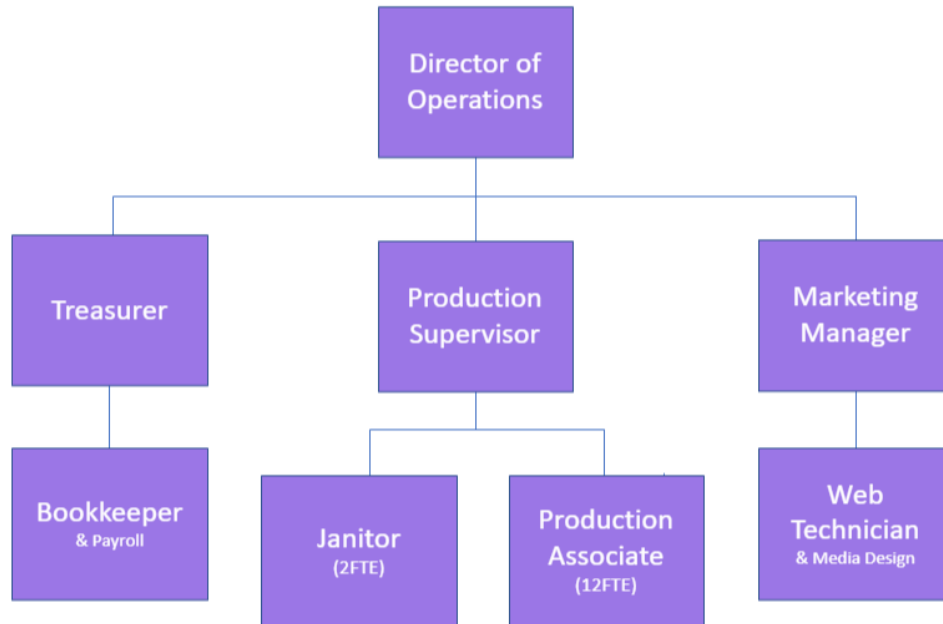 Director of
Operations
Treasurer
Production
Supervisor
Marketing
Manager
Bookkeeper
& Payroll
Janitor
(2FTE)
Production
Associate
(12FTE)
Web
Technician
& Media Design